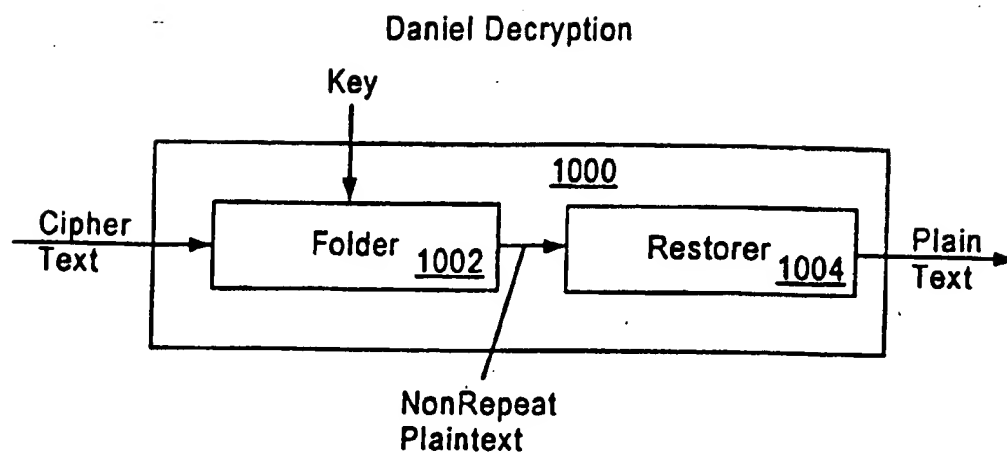 Daniel Decryption
Key
1000
Cipher
Text
Folder
1002
Restorer
1004
Plain
Text
NonRepeat
Plaintext